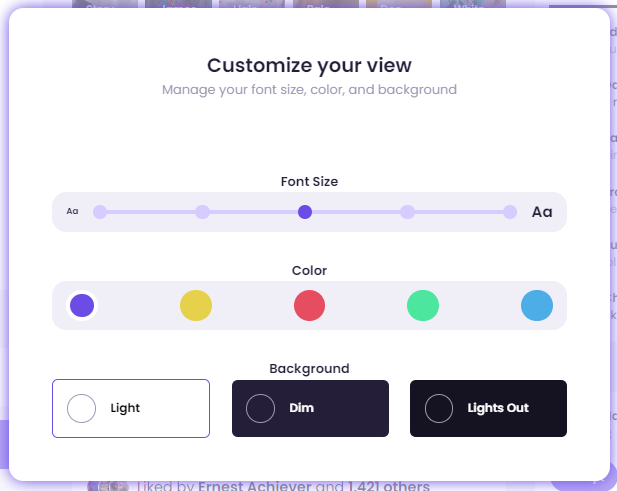 Customize your view
Manage your font size, color, and background
Font Size
Aa
Aa
Color
Background
Light
Dim
Lights Out
Liked by Ernest Achiever and 1,421 others